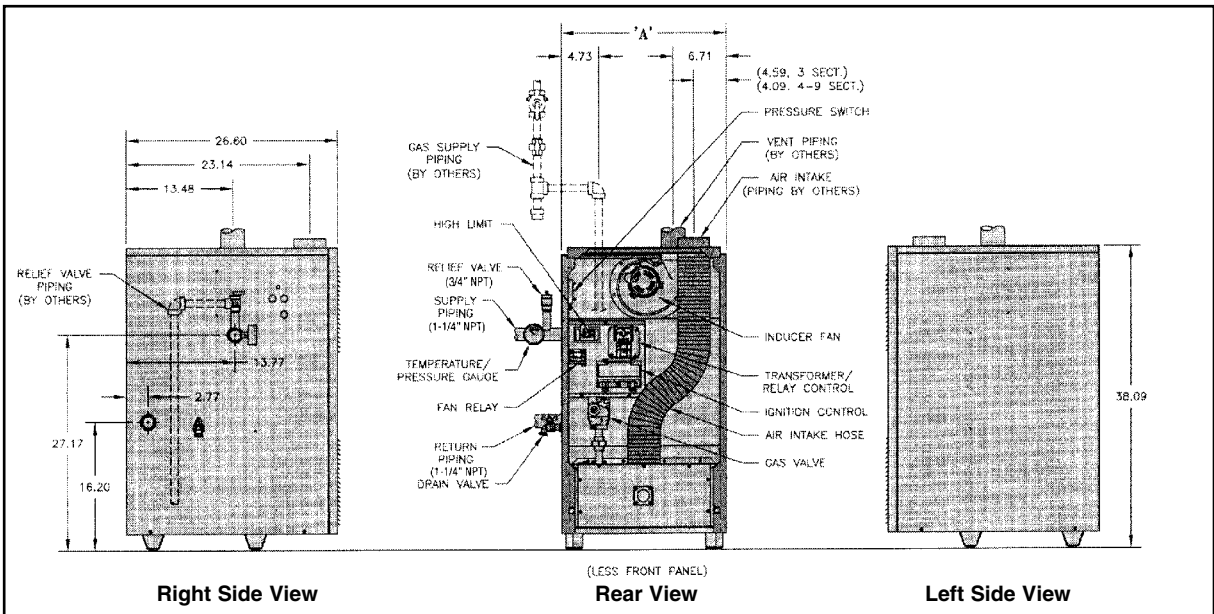 'A'
4.73
6.71
(4.59, 3 SECT.)
(4.09, 4-9 SECT.)
PRESSURE SWITCH
VENT PIPING
(BY OTHERS)
AIR INTAKE
(PIPING BY OTHERS)
26.60
23.14
13.48
GAS SUPPLY
PIPING
(BY OTHERS)
HIGH LIMIT
RELIEF VALVE
PIPING
(BY OTHERS)
RELIEF VALVE
(3/4" NPT)
SUPPLY
PIPING
(1-1/4" NPT)
INDUCER FAN
13.77
TEMPERATURE/
PRESSURE GAUGE
TRANSFORMER/
RELAY CONTROL
2.77
FAN RELAY
IGNITION CONTROL
38.09
27.17
16.20
AIR INTAKE HOSE
RETURN
PIPING
(1-1/4" NPT)
DRAIN VALVE
GAS VALVE
(LESS FRONT PANEL)
Right Side View
Rear View
Left Side View